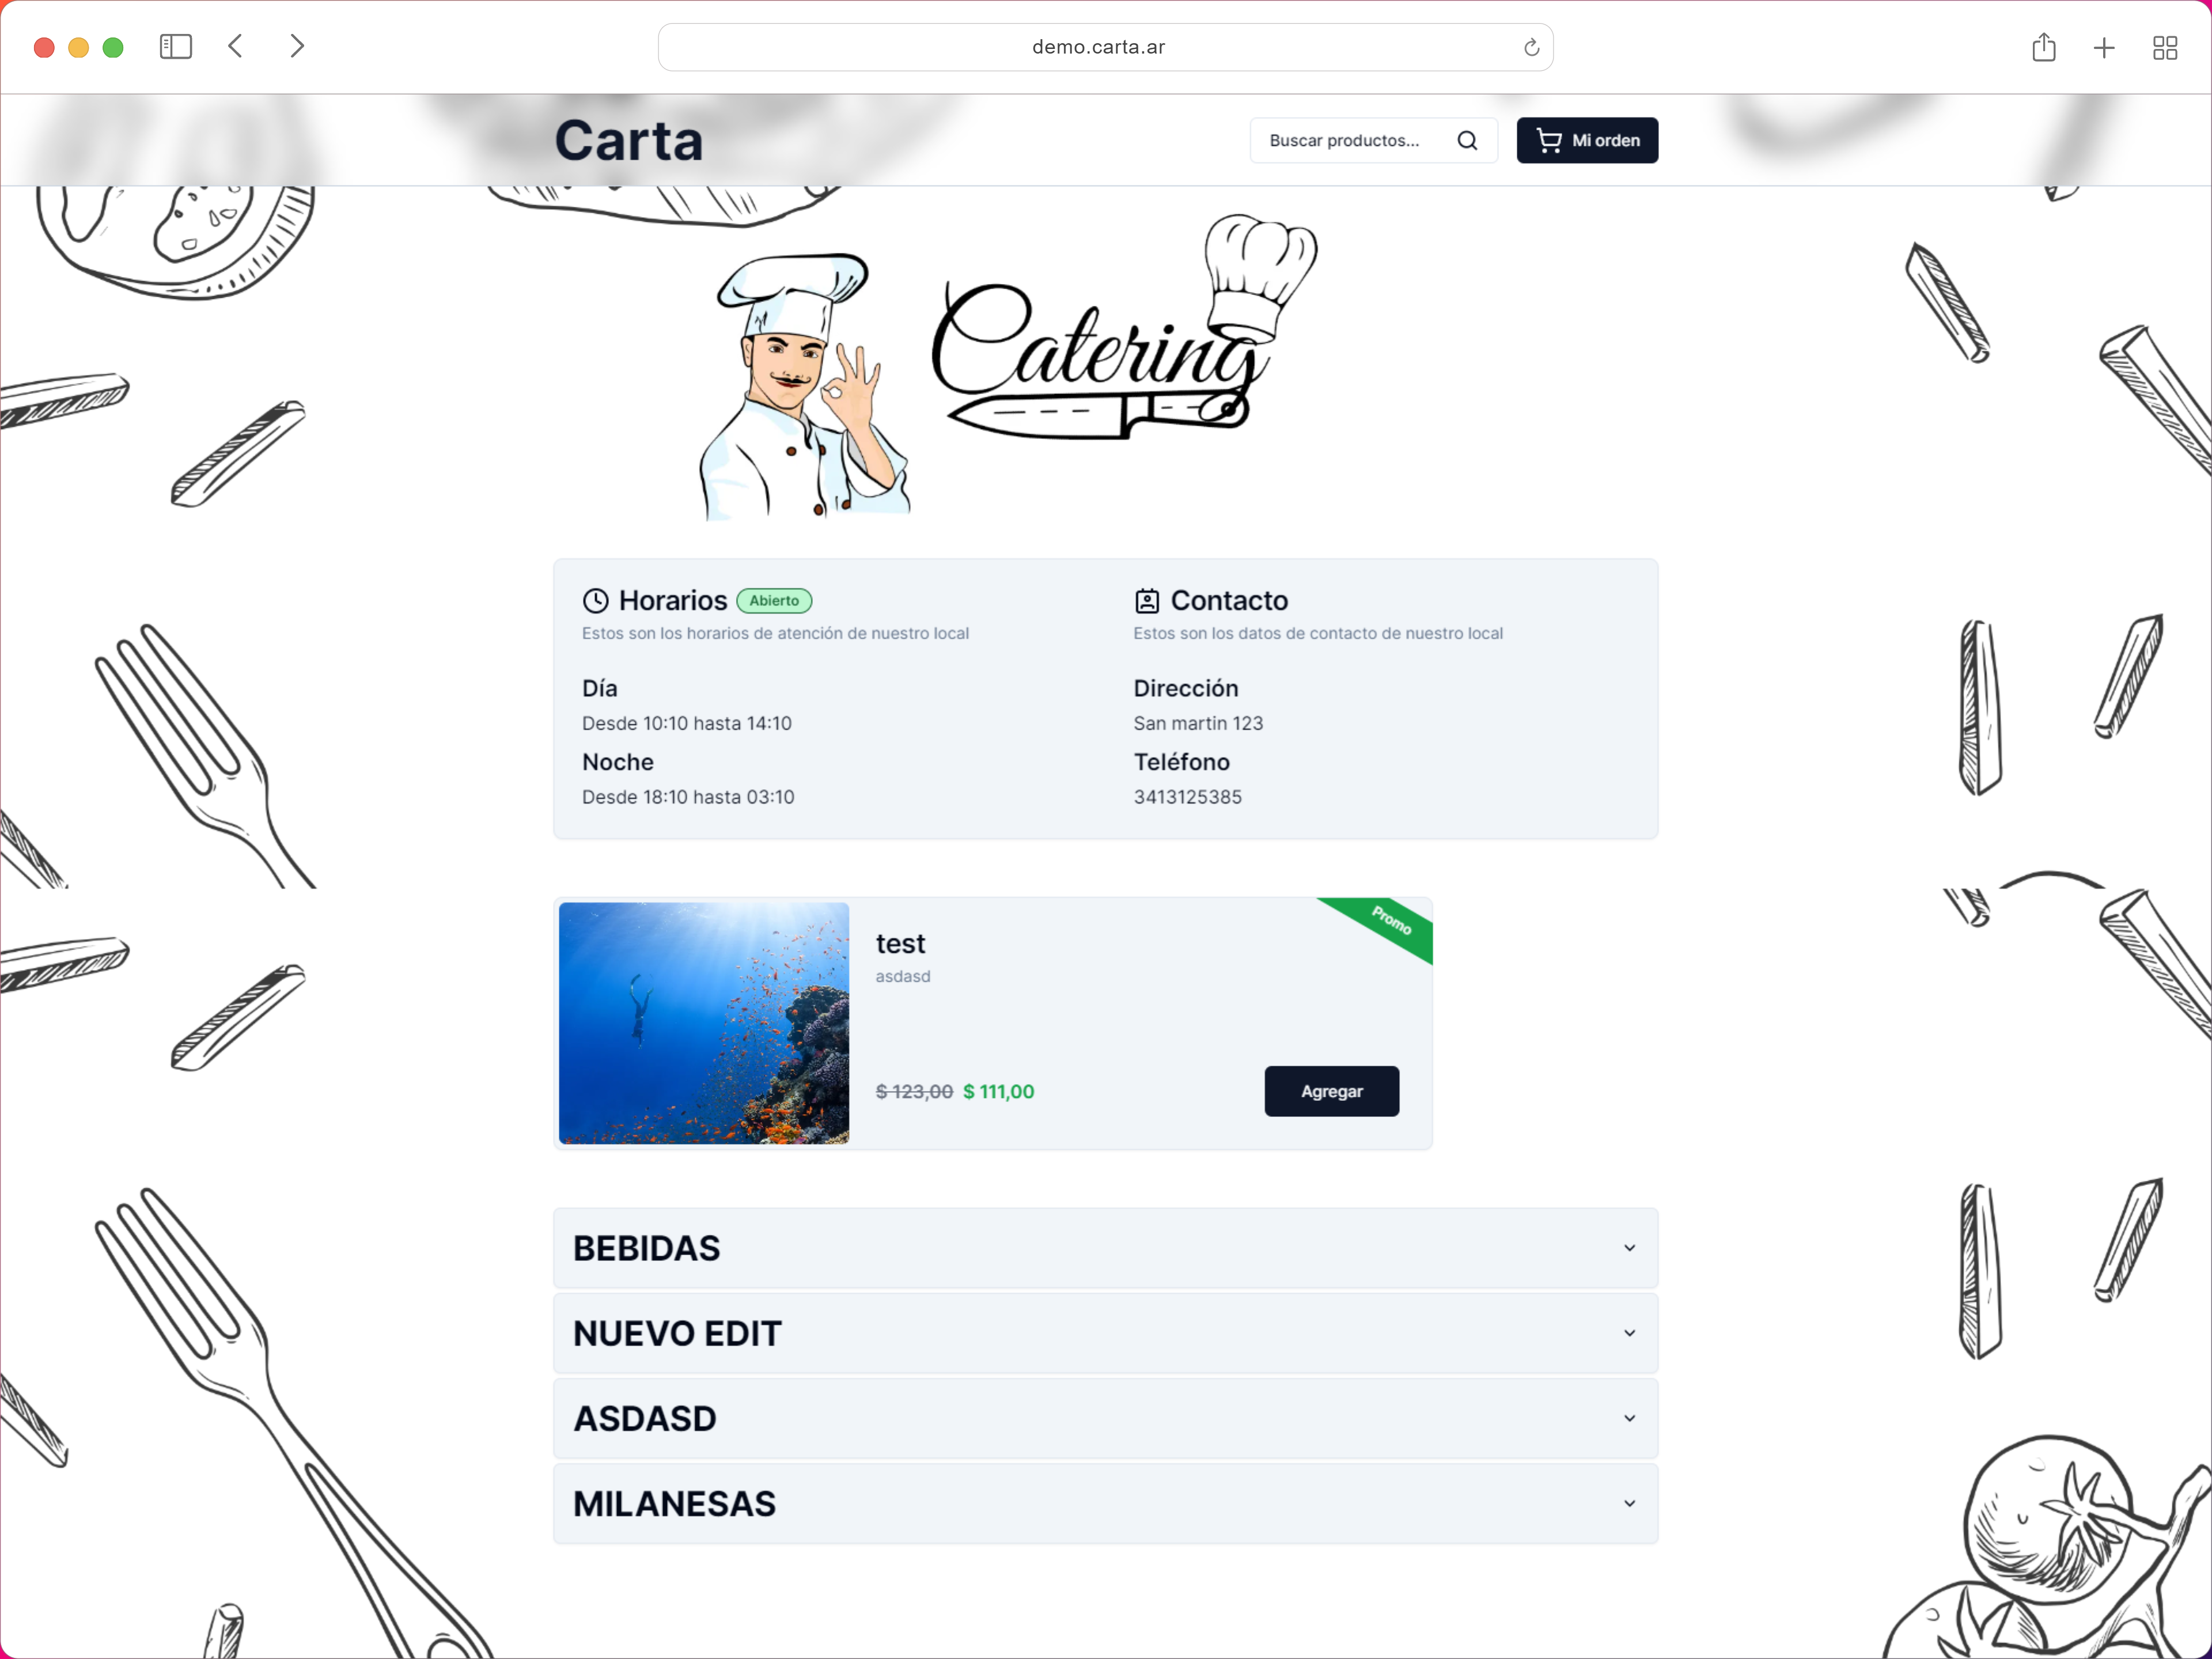 demo.carta.ar
Carta
Buscar productos...
Mi orden
Catering
Horarios
Abierto
Estos son los horarios de atención de nuestro local
Día
Desde 10:10 hasta 14:10
Noche
Desde 18:10 hasta 03:10
Contacto
Estos son los datos de contacto de nuestro local
Dirección
San martin 123
Teléfono
3413125385
Promo
test
asdasd
$ 123,00 $ 111,00
Agregar
BEBIDAS
NUEVO EDIT
ASDASD
MILANESAS